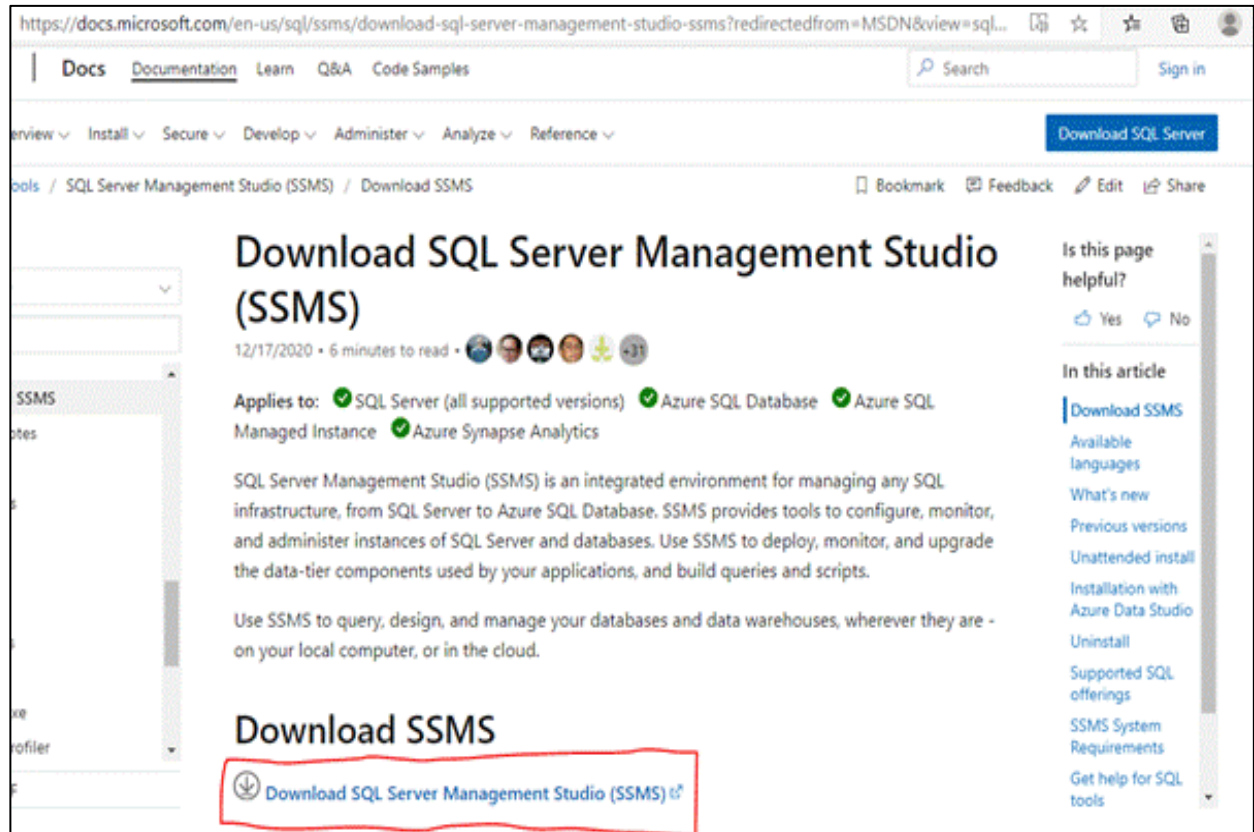 https://docs.microsoft.com/en-us/sql/ssms/download-sql-server-management-studio-ssms?redirectedfrom=MSDN&view=sql...
Docs Documentation Learn Q&A Code Samples Search Sign in
erview Install Secure Develop Administer Analyze Reference Download SQL Server
ools / SQL Server Management Studio (SSMS) / Download SSMS Bookmark Feedback Edit Share
Download SQL Server Management Studio
(SSMS)
12/17/2020 • 6 minutes to read • +31
Applies to: SQL Server (all supported versions) Azure SQL Database Azure SQL
Managed Instance Azure Synapse Analytics
SQL Server Management Studio (SSMS) is an integrated environment for managing any SQL
infrastructure, from SQL Server to Azure SQL Database. SSMS provides tools to configure, monitor,
and administer instances of SQL Server and databases. Use SSMS to deploy, monitor, and upgrade
the data-tier components used by your applications, and build queries and scripts.
Use SSMS to query, design, and manage your databases and data warehouses, wherever they are -
on your local computer, or in the cloud.
Download SSMS
Download SQL Server Management Studio (SSMS)
SSMS
otes
s
xe
rofiler
Is this page
helpful?
Yes No
In this article
Download SSMS
Available
languages
What's new
Previous versions
Unattended install
Installation with
Azure Data Studio
Uninstall
Supported SQL
offerings
SSMS System
Requirements
Get help for SQL
tools